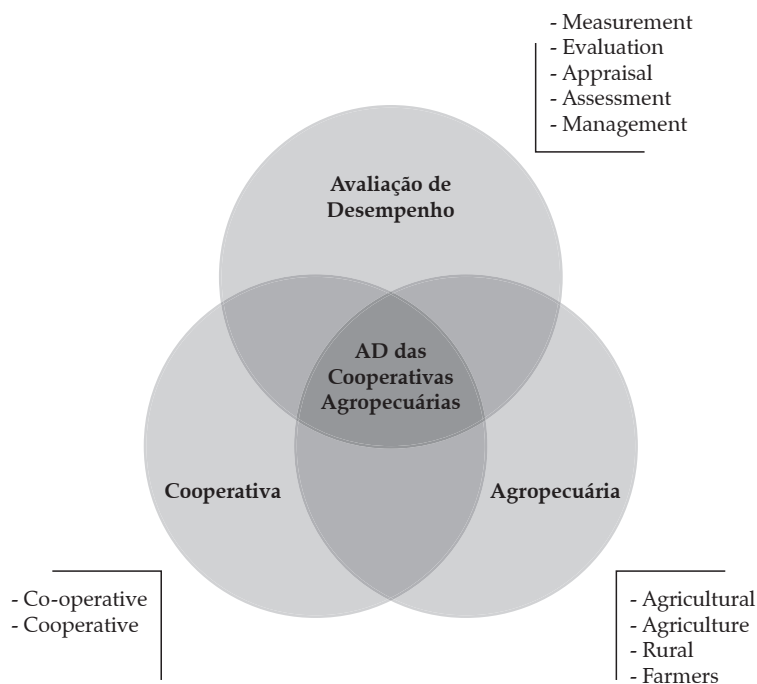 - Measurement
- Evaluation
- Appraisal
- Assessment
- Management
Avaliação de
Desempenho
AD das
Cooperativas
Agropecuárias
Cooperativa
Agropecuária
- Co-operative
- Cooperative
- Agricultural
- Agriculture
- Rural
- Farmers